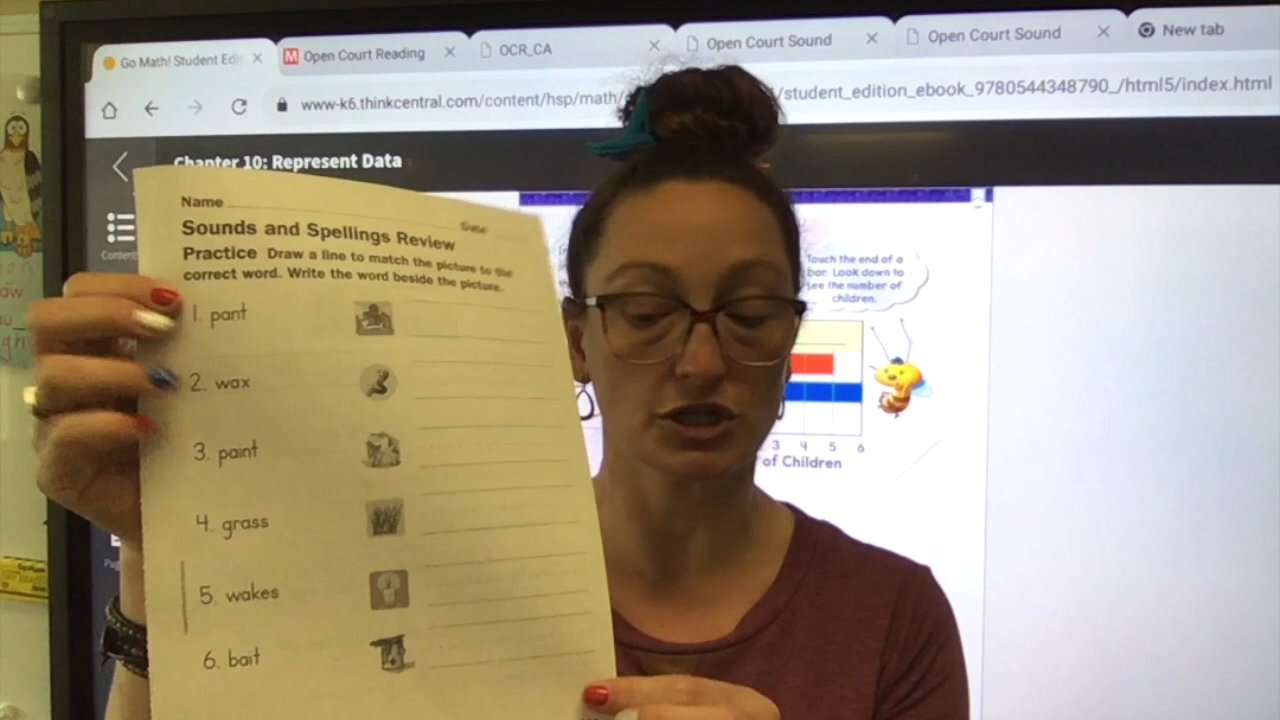 Go Math! Student Edi
Open Court Reading
OCR_CA
Open Court Sound
Open Court Sound
New tab
www-k6.thinkcentral.com/content/hsp/math/
/student_edition_ebook_9780544348790_/html5/index.html
Chapter 10: Represent Data
Content
Name
Date
Sounds and Spellings Review
Practice Draw a line to match the picture to the
correct word. Write the word beside the picture.
1. pant
2. wax
3. paint
4. grass
5. wakes
6. bait
Touch the end of a
bar. Look down to
see the number of
children.
3 4 5 6
of Children